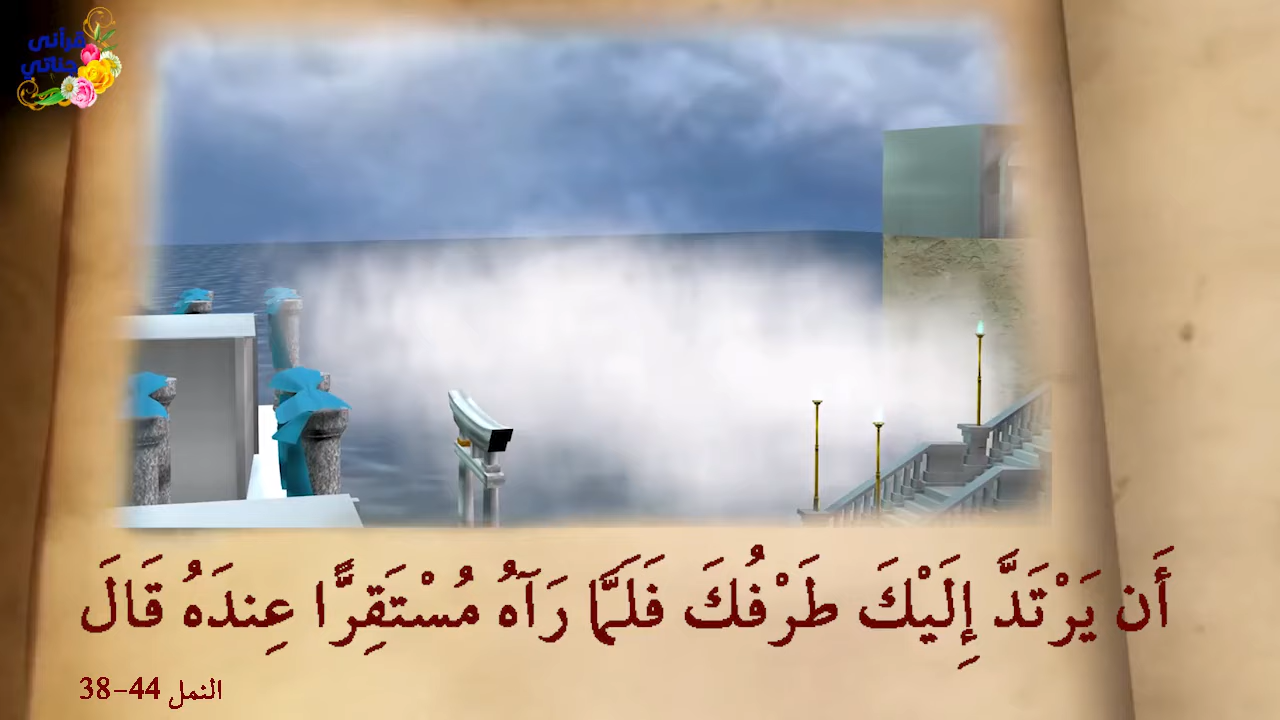 قرآني
جناتي
أَن يَرْتَدَّ إِلَيْكَ طَرْفُكَ فَلَمَّا رَآهُ مُسْتَقِرًّا عِندَهُ قَالَ
النمل 44-38